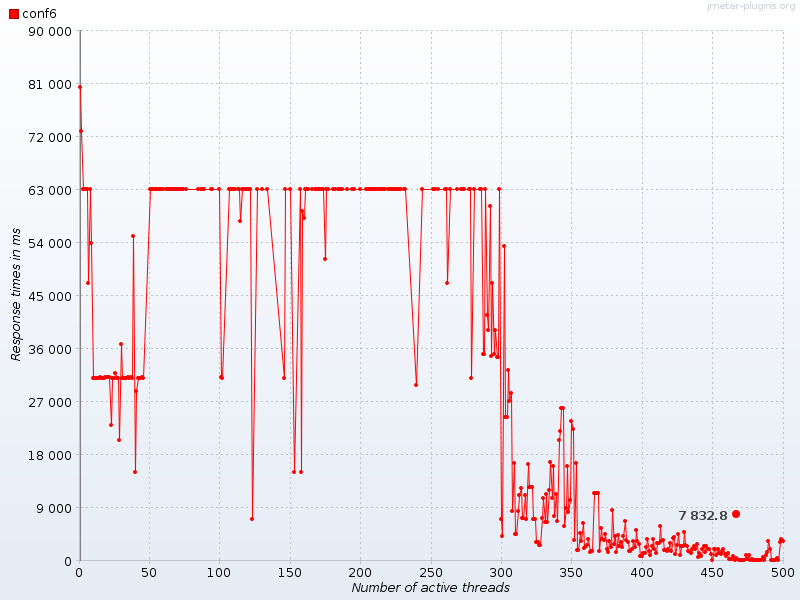 jmeter-plugins.org
conf6
90 000
81 000
72 000
63 000
54 000
45 000
36 000
27 000
18 000
9 000
0
Response times in ms
7 832.8
0 50 100 150 200 250 300 350 400 450 500
Number of active threads